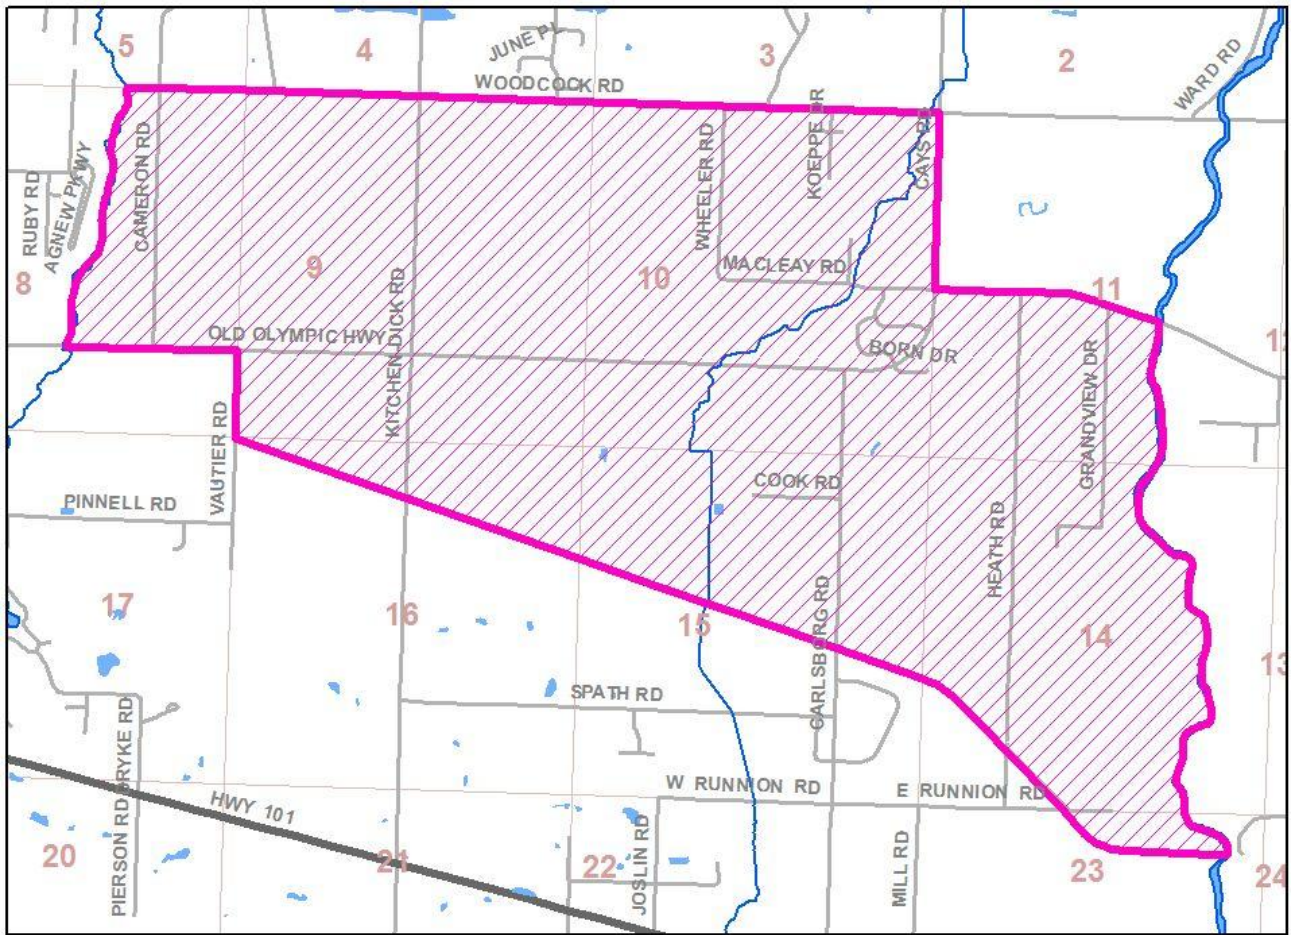 5
4
JUNE PL
3
2
WARD RD
WOODCOCK RD
CAMERON RD
AGNEW PKWY
RUBY RD
WHEELER RD
KOEPPE DR
CAYS RD
8
9
KITCHEN-DICK RD
10
MACLEAY RD
11
OLD OLYMPIC HWY
BORN DR
GRANDVIEW DR
VAUTIER RD
COOK RD
PINNELL RD
HEATH RD
17
16
15
CARLSBORG RD
14
13
SPATH RD
DRYKE RD
W RUNNION RD
E RUNNION RD
HWY 101
PIERSON RD
20
21
22
JOSLIN RD
MILL RD
23
24